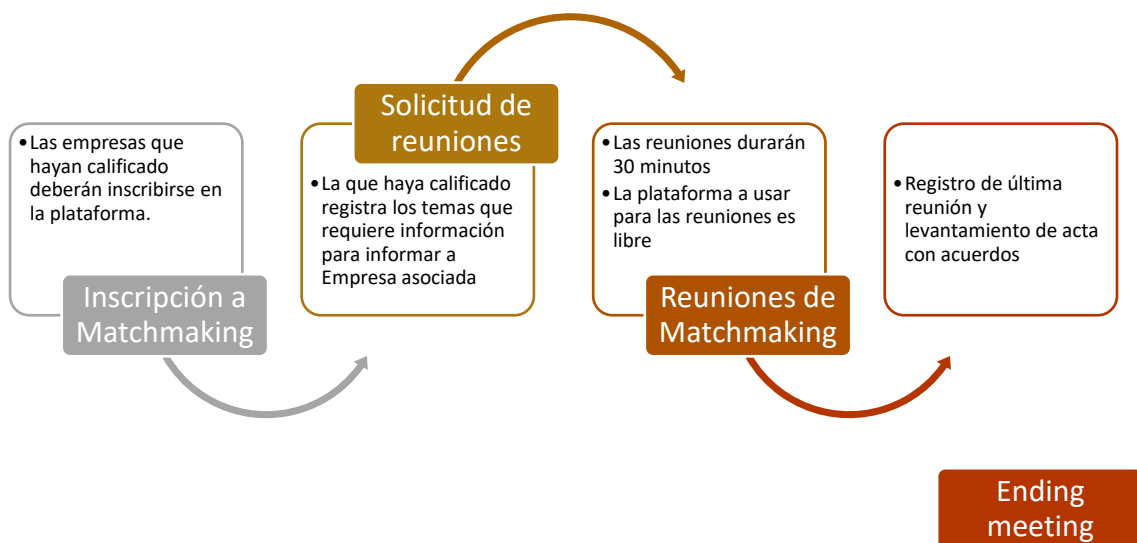 •Las empresas que
hayan calificado
deberán inscribirse en
la plataforma.
Inscripción a
Matchmaking
Solicitud de
reuniones
•La que haya calificado
registra los temas que
requiere información
para informar a
Empresa asociada
•Las reuniones durarán
30 minutos
•La plataforma a usar
para las reuniones es
libre
Reuniones de
Matchmaking
•Registro de última
reunión y
levantamiento de acta
con acuerdos
Ending
meeting